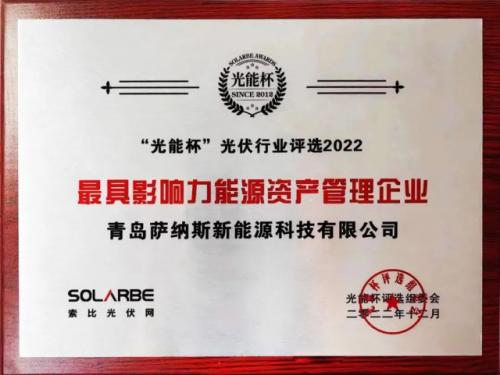 SOLARBE AWARDS
光能杯
SINCE 2012
“光能杯”光伏行业评选2022
最具影响力能源资产管理企业
青岛萨纳斯新能源科技有限公司
SOLARBE
索比光伏网
光能杯评选组委会
二零二二年十二月